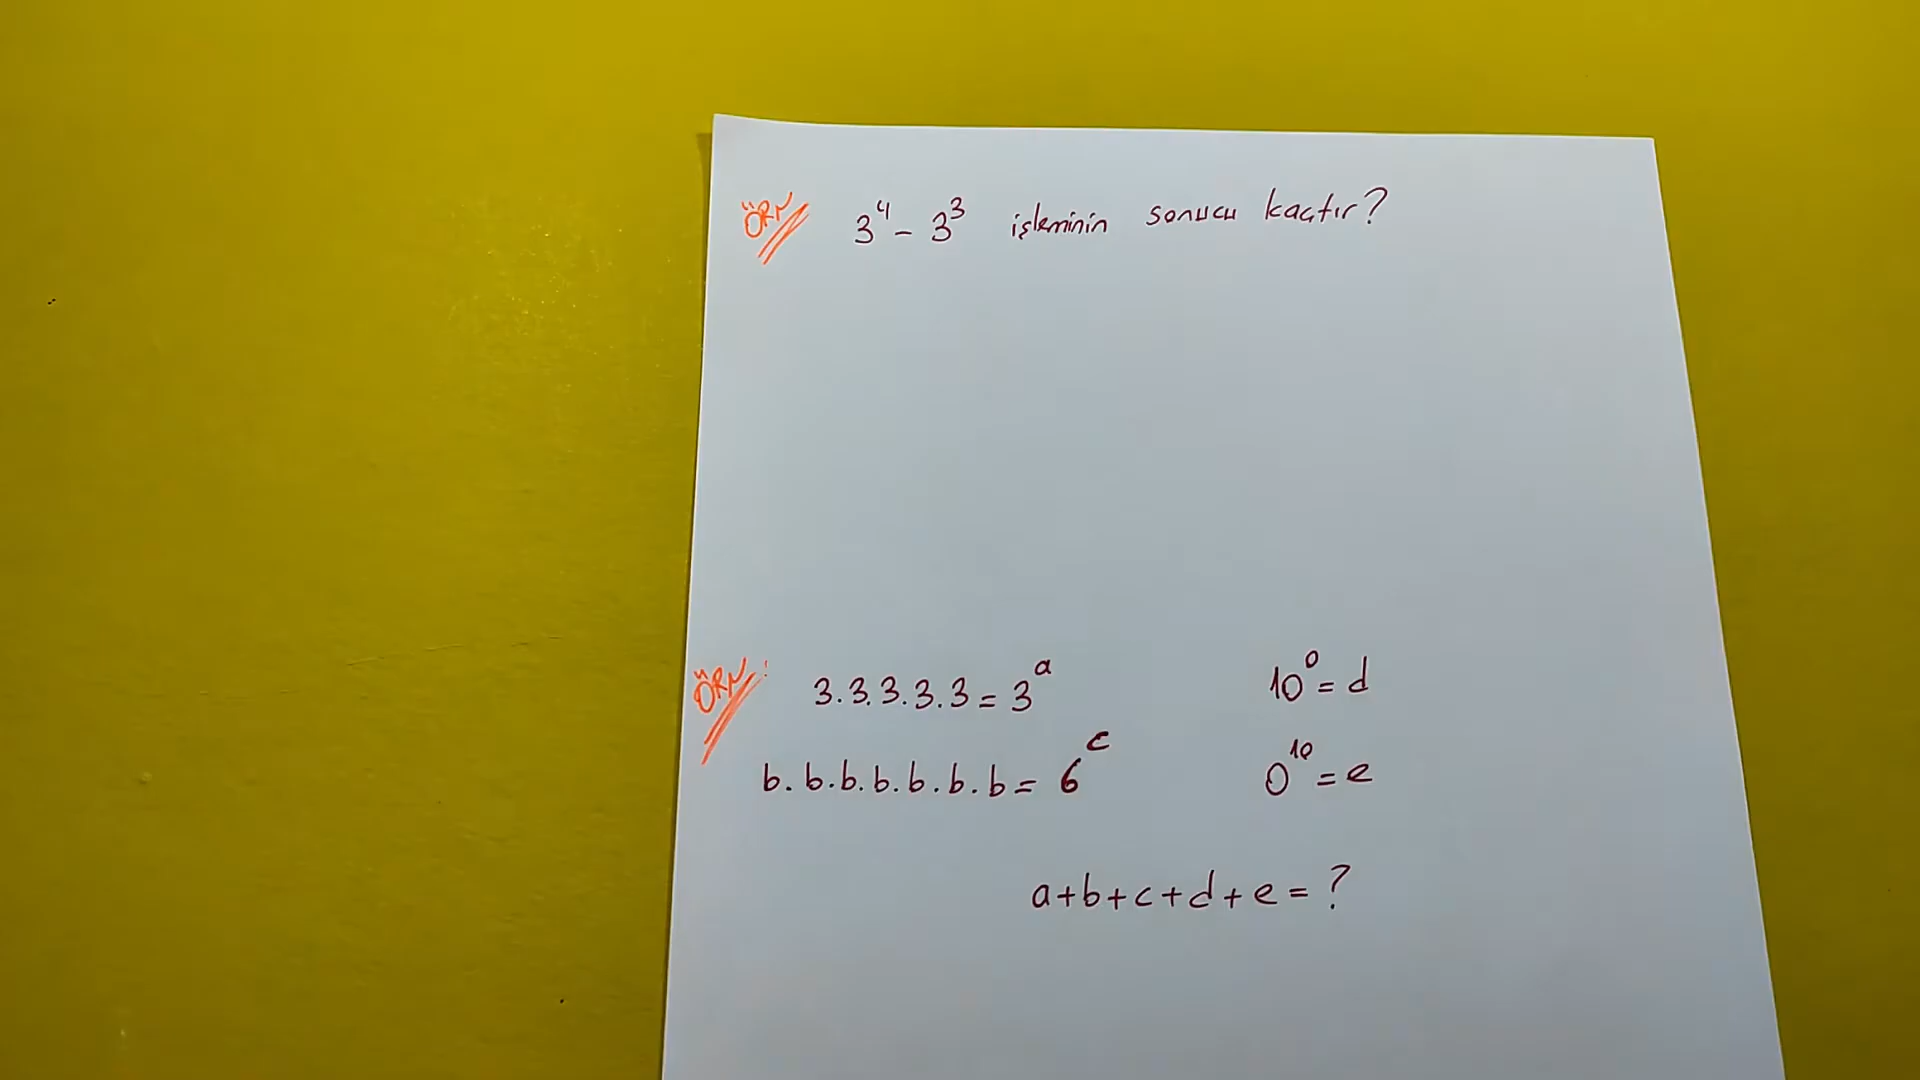 ÖRN 3⁴ - 3³ işleminin sonucu kaçtır?
ÖRN: 3.3.3.3.3 = 3ᵃ 10⁰ = d
b.b.b.b.b.b.b = 6ᶜ 0¹⁰ = e
a+b+c+d+e = ?